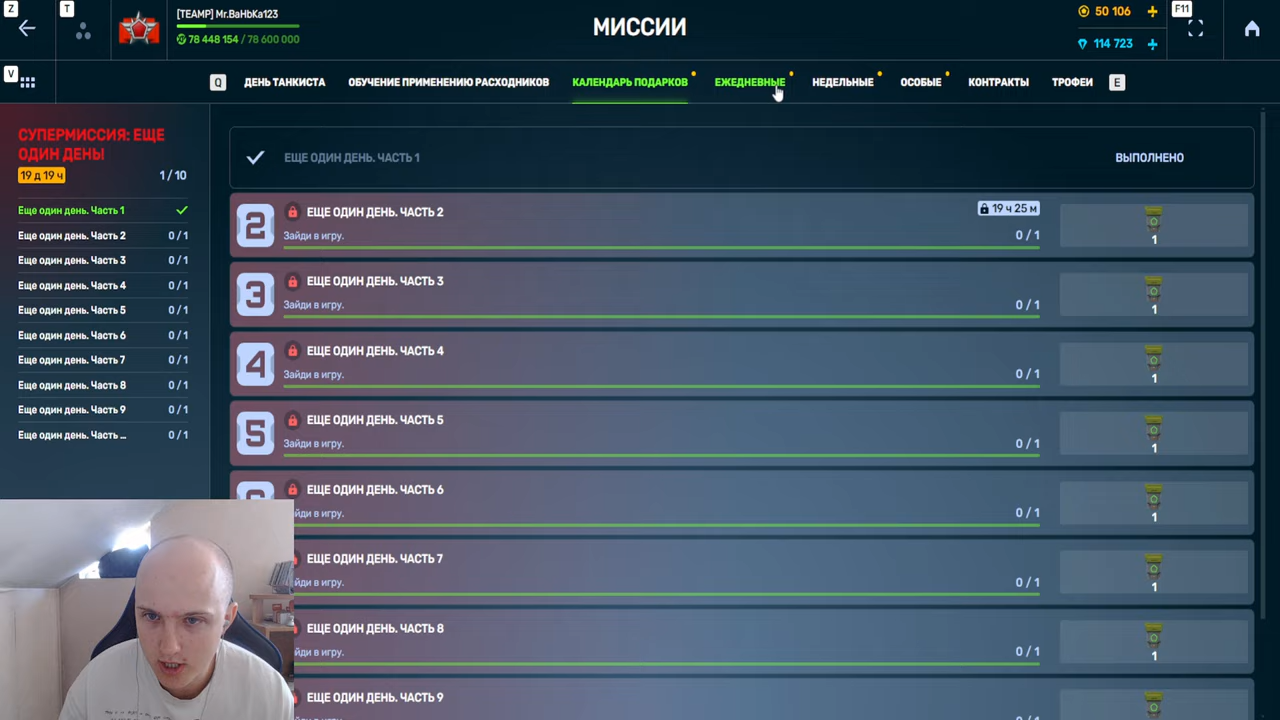 Z
T
[TEAMP] Mr.BaHbKa123
78 448 154 / 78 600 000
МИССИИ
50 106
114 723
F11
V
Q
ДЕНЬ ТАНКИСТА
ОБУЧЕНИЕ ПРИМЕНЕНИЮ РАСХОДНИКОВ
КАЛЕНДАРЬ ПОДАРКОВ
ЕЖЕДНЕВНЫЕ
НЕДЕЛЬНЫЕ
ОСОБЫЕ
КОНТРАКТЫ
ТРОФЕИ
E
СУПЕРМИССИЯ: ЕЩЕ
ОДИН ДЕНЬ!
19 д 19 ч
1 / 10
Еще один день. Часть 1
Еще один день. Часть 2 0 / 1
Еще один день. Часть 3 0 / 1
Еще один день. Часть 4 0 / 1
Еще один день. Часть 5 0 / 1
Еще один день. Часть 6 0 / 1
Еще один день. Часть 7 0 / 1
Еще один день. Часть 8 0 / 1
Еще один день. Часть 9 0 / 1
Еще один день. Часть ... 0 / 1
ЕЩЕ ОДИН ДЕНЬ. ЧАСТЬ 1
ВЫПОЛНЕНО
2
ЕЩЕ ОДИН ДЕНЬ. ЧАСТЬ 2
19 ч 25 м
Зайди в игру.
0 / 1
1
3
ЕЩЕ ОДИН ДЕНЬ. ЧАСТЬ 3
Зайди в игру.
0 / 1
1
4
ЕЩЕ ОДИН ДЕНЬ. ЧАСТЬ 4
Зайди в игру.
0 / 1
1
5
ЕЩЕ ОДИН ДЕНЬ. ЧАСТЬ 5
Зайди в игру.
0 / 1
1
ЕЩЕ ОДИН ДЕНЬ. ЧАСТЬ 6
Зайди в игру.
0 / 1
1
ЕЩЕ ОДИН ДЕНЬ. ЧАСТЬ 7
Зайди в игру.
0 / 1
1
ЕЩЕ ОДИН ДЕНЬ. ЧАСТЬ 8
Зайди в игру.
0 / 1
1
ЕЩЕ ОДИН ДЕНЬ. ЧАСТЬ 9